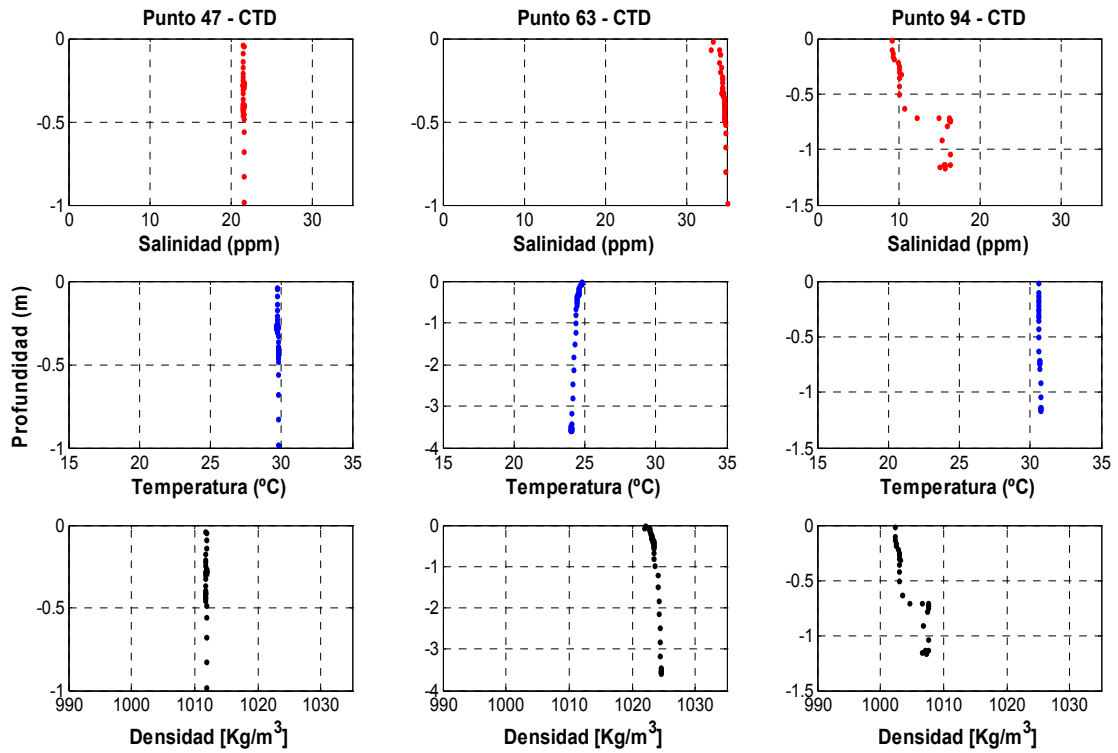 Punto 47 - CTD
Punto 63 - CTD
Punto 94 - CTD
0
-0.5
-1
0 10 20 30
Salinidad (ppm)
0
-0.5
-1
0 10 20 30
Salinidad (ppm)
0
-0.5
-1
-1.5
0 10 20 30
Salinidad (ppm)
Profundidad (m)
0
-0.5
-1
15 20 25 30 35
Temperatura (ºC)
0
-1
-2
-3
-4
15 20 25 30 35
Temperatura (ºC)
0
-0.5
-1
-1.5
15 20 25 30 35
Temperatura (ºC)
0
-0.5
-1
990 1000 1010 1020 1030
Densidad [Kg/m³]
0
-1
-2
-3
-4
990 1000 1010 1020 1030
Densidad [Kg/m³]
0
-0.5
-1
-1.5
990 1000 1010 1020 1030
Densidad [Kg/m³]